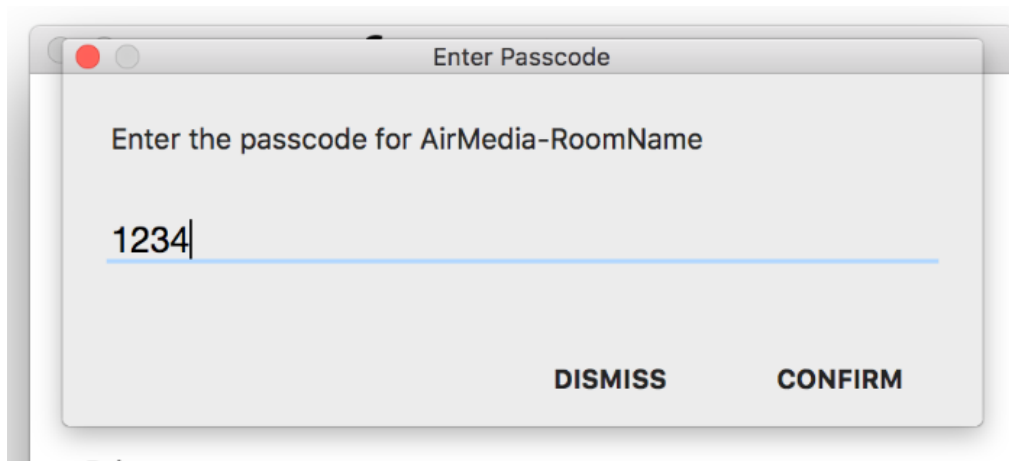 Enter Passcode
Enter the passcode for AirMedia-RoomName
1234
DISMISS
CONFIRM